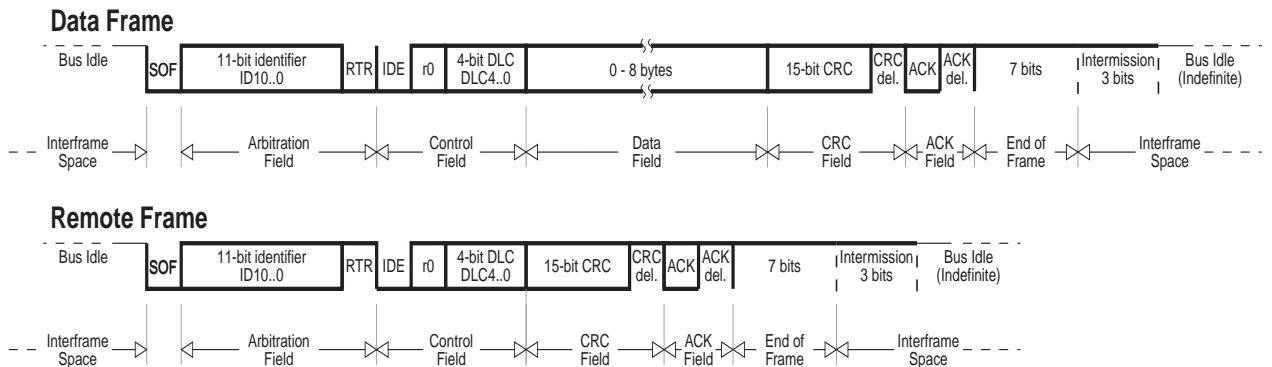 Data Frame
Bus Idle
SOF
11-bit identifier
ID10..0
RTR
IDE
r0
4-bit DLC
DLC4..0
0 - 8 bytes
15-bit CRC
CRC
del.
ACK
ACK
del.
7 bits
Intermission
3 bits
Bus Idle
(Indefinite)
Interframe
Space
Arbitration
Field
Control
Field
Data
Field
CRC
Field
ACK
Field
End of
Frame
Interframe
Space
Remote Frame
Bus Idle
SOF
11-bit identifier
ID10..0
RTR
IDE
r0
4-bit DLC
DLC4..0
15-bit CRC
CRC
del.
ACK
ACK
del.
7 bits
Intermission
3 bits
Bus Idle
(Indefinite)
Interframe
Space
Arbitration
Field
Control
Field
CRC
Field
ACK
Field
End of
Frame
Interframe
Space